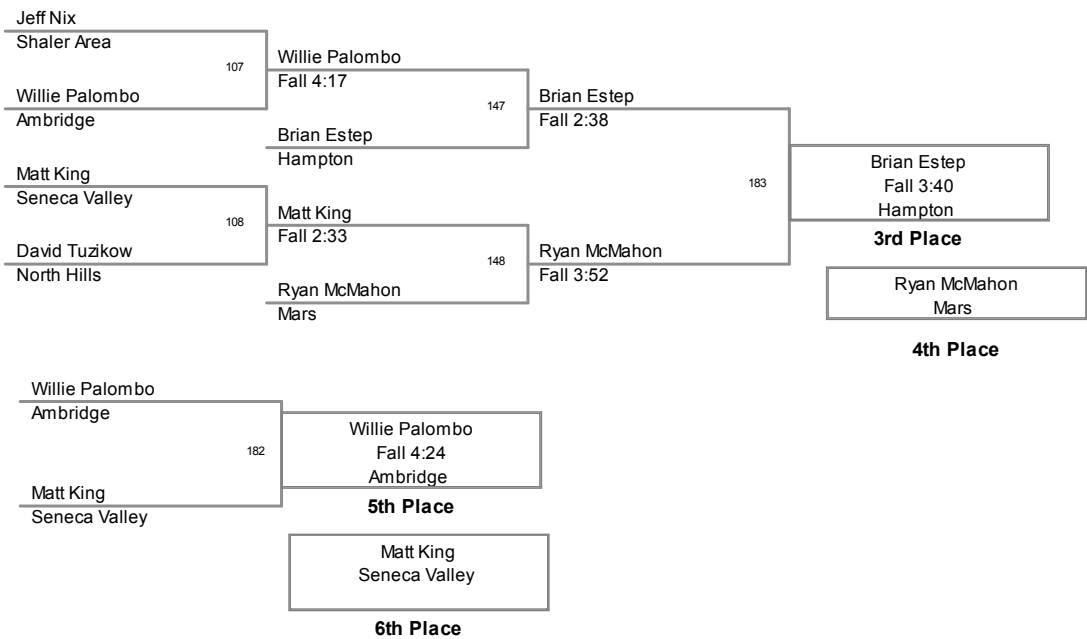 Jeff Nix
Shaler Area
107
Willie Palombo
Fall 4:17
Willie Palombo
Ambridge
147
Brian Estep
Fall 2:38
Brian Estep
Hampton
Matt King
Seneca Valley
183
Brian Estep
Fall 3:40
Hampton
3rd Place
108
Matt King
Fall 2:33
David Tuzikow
North Hills
148
Ryan McMahon
Fall 3:52
Ryan McMahon
Mars
Ryan McMahon
Mars
4th Place
Willie Palombo
Ambridge
182
Willie Palombo
Fall 4:24
Ambridge
5th Place
Matt King
Seneca Valley
Matt King
Seneca Valley
6th Place